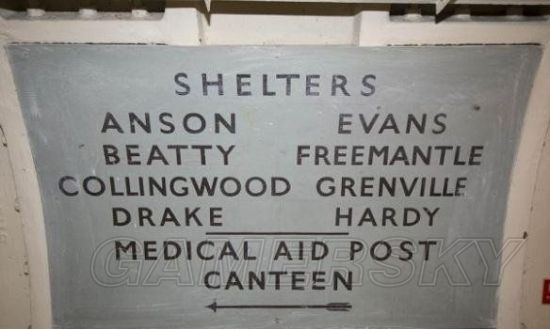 SHELTERS
ANSON EVANS
BEATTY FREEMANTLE
COLLINGWOOD GRENVILLE
DRAKE HARDY
MEDICAL AID POST
CANTEEN
GAMERSKY